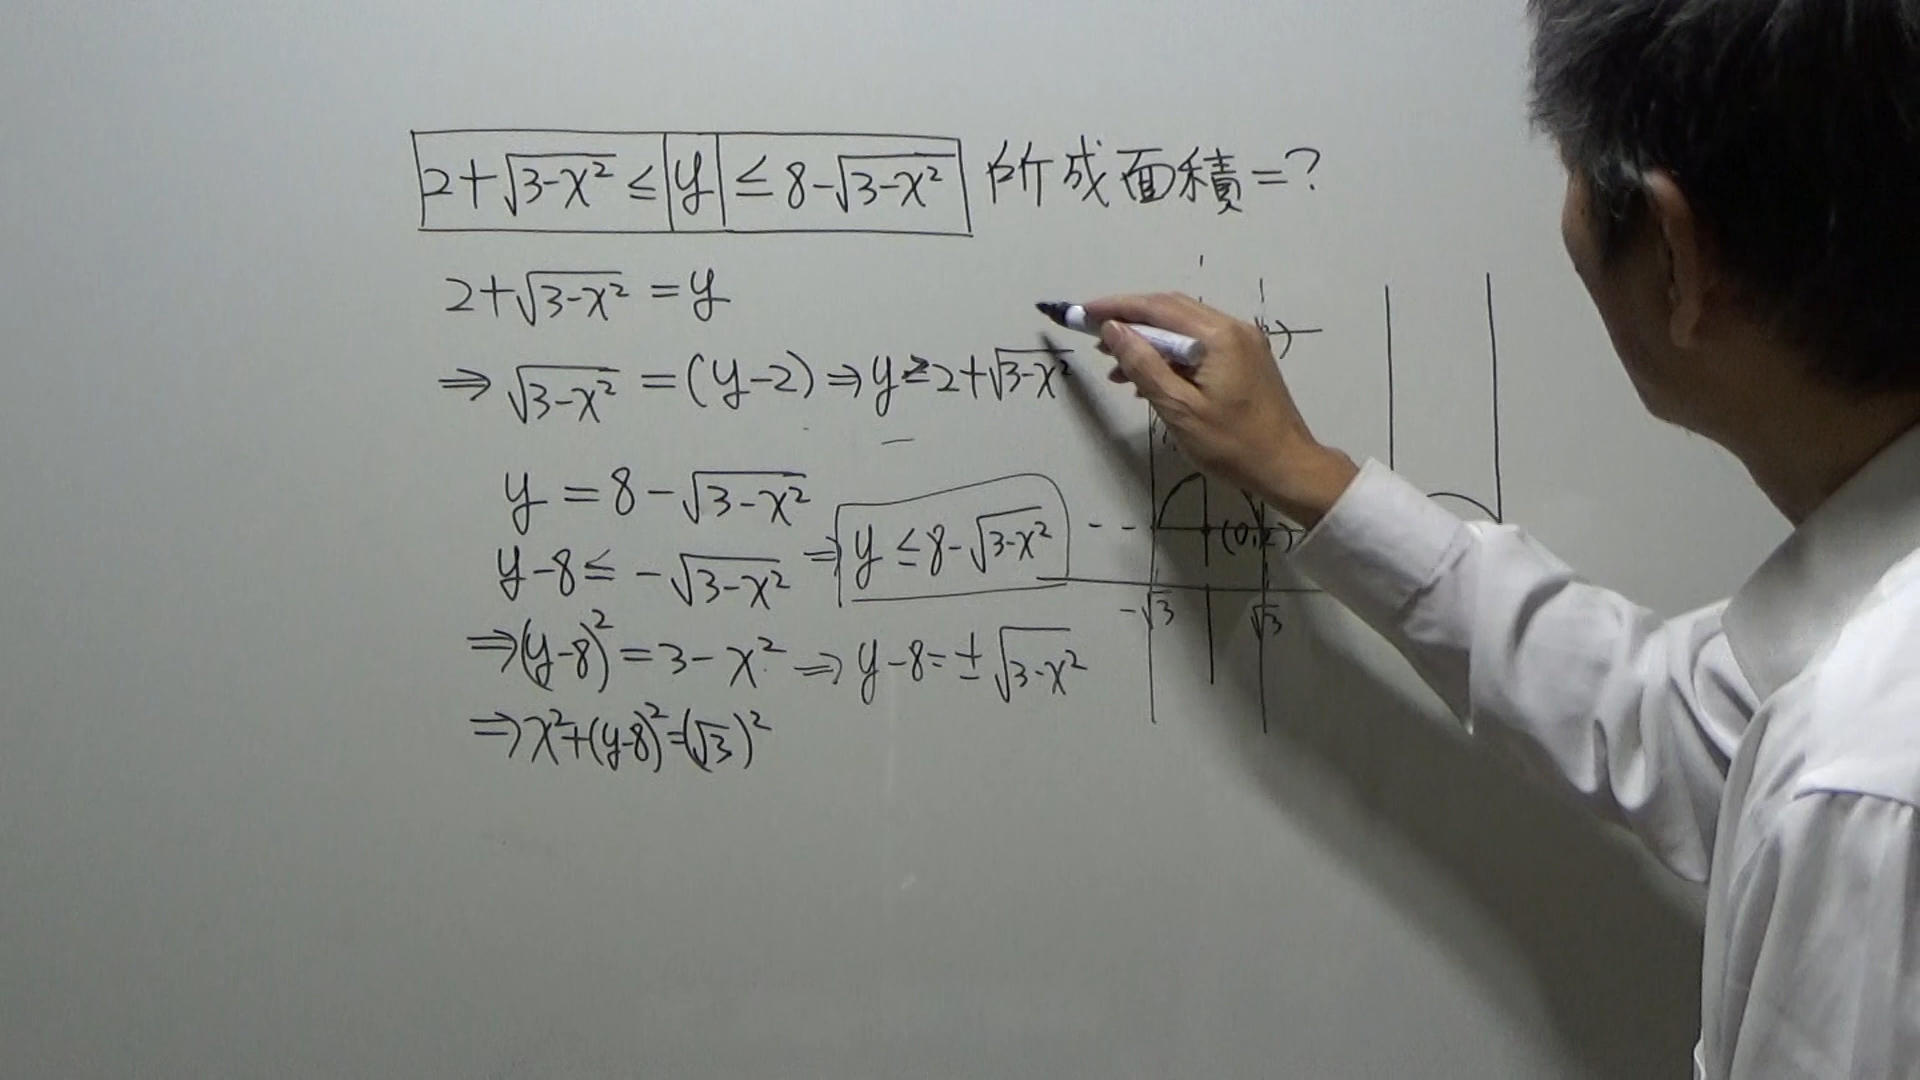 2+√(3-x²) ≤ y ≤ 8-√(3-x²) 所成面積=?
2+√(3-x²) = y
⇒ √(3-x²) = (y-2) ⇒ y≥2+√(3-x²)
y = 8-√(3-x²)
y-8 ≤ -√(3-x²) ⇒ y ≤ 8-√(3-x²)
⇒ (y-8)² = 3-x² ⇒ y-8=±√(3-x²)
⇒ x²+(y-8)²=(√3)²
(0,2)
-√3 √3